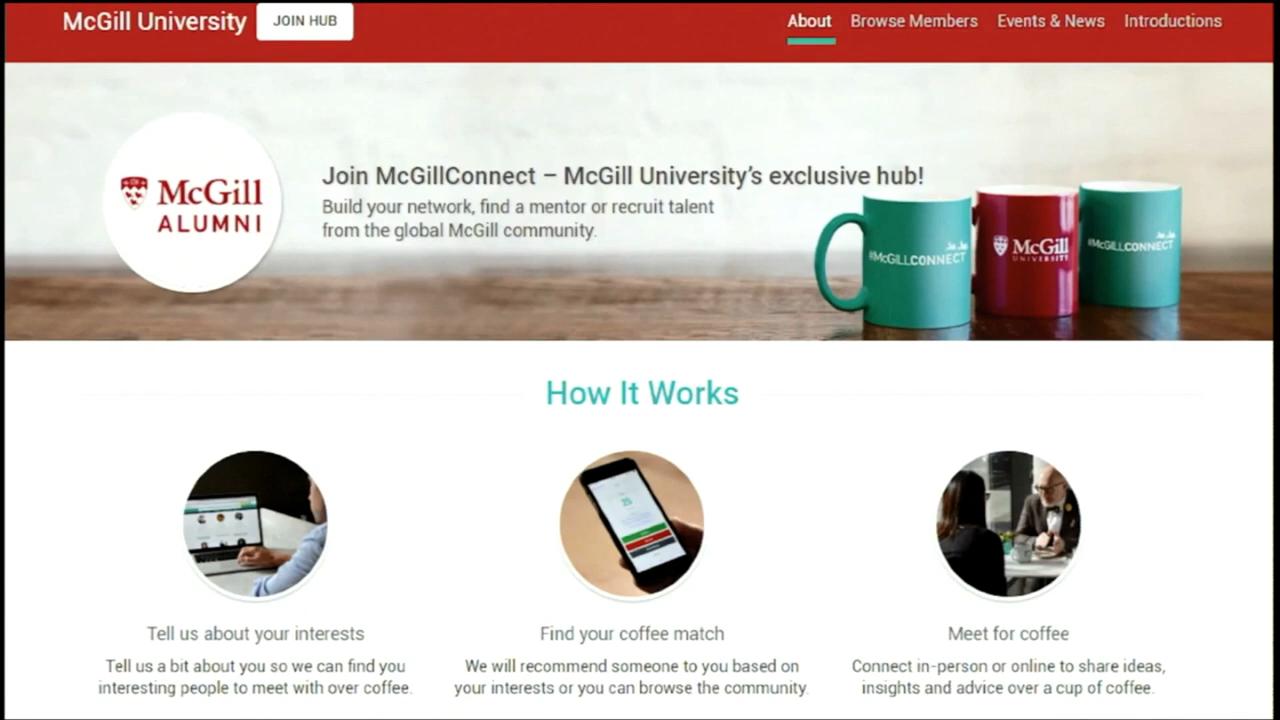 McGill University
JOIN HUB
About
Browse Members
Events & News
Introductions
McGill
ALUMNI
Join McGillConnect – McGill University's exclusive hub!
Build your network, find a mentor or recruit talent
from the global McGill community.
#McGILLCONNECT
McGill
UNIVERSITY
#McGILLCONNECT
How It Works
Tell us about your interests
Tell us a bit about you so we can find you
interesting people to meet with over coffee.
Find your coffee match
We will recommend someone to you based on
your interests or you can browse the community.
Meet for coffee
Connect in-person or online to share ideas,
insights and advice over a cup of coffee.